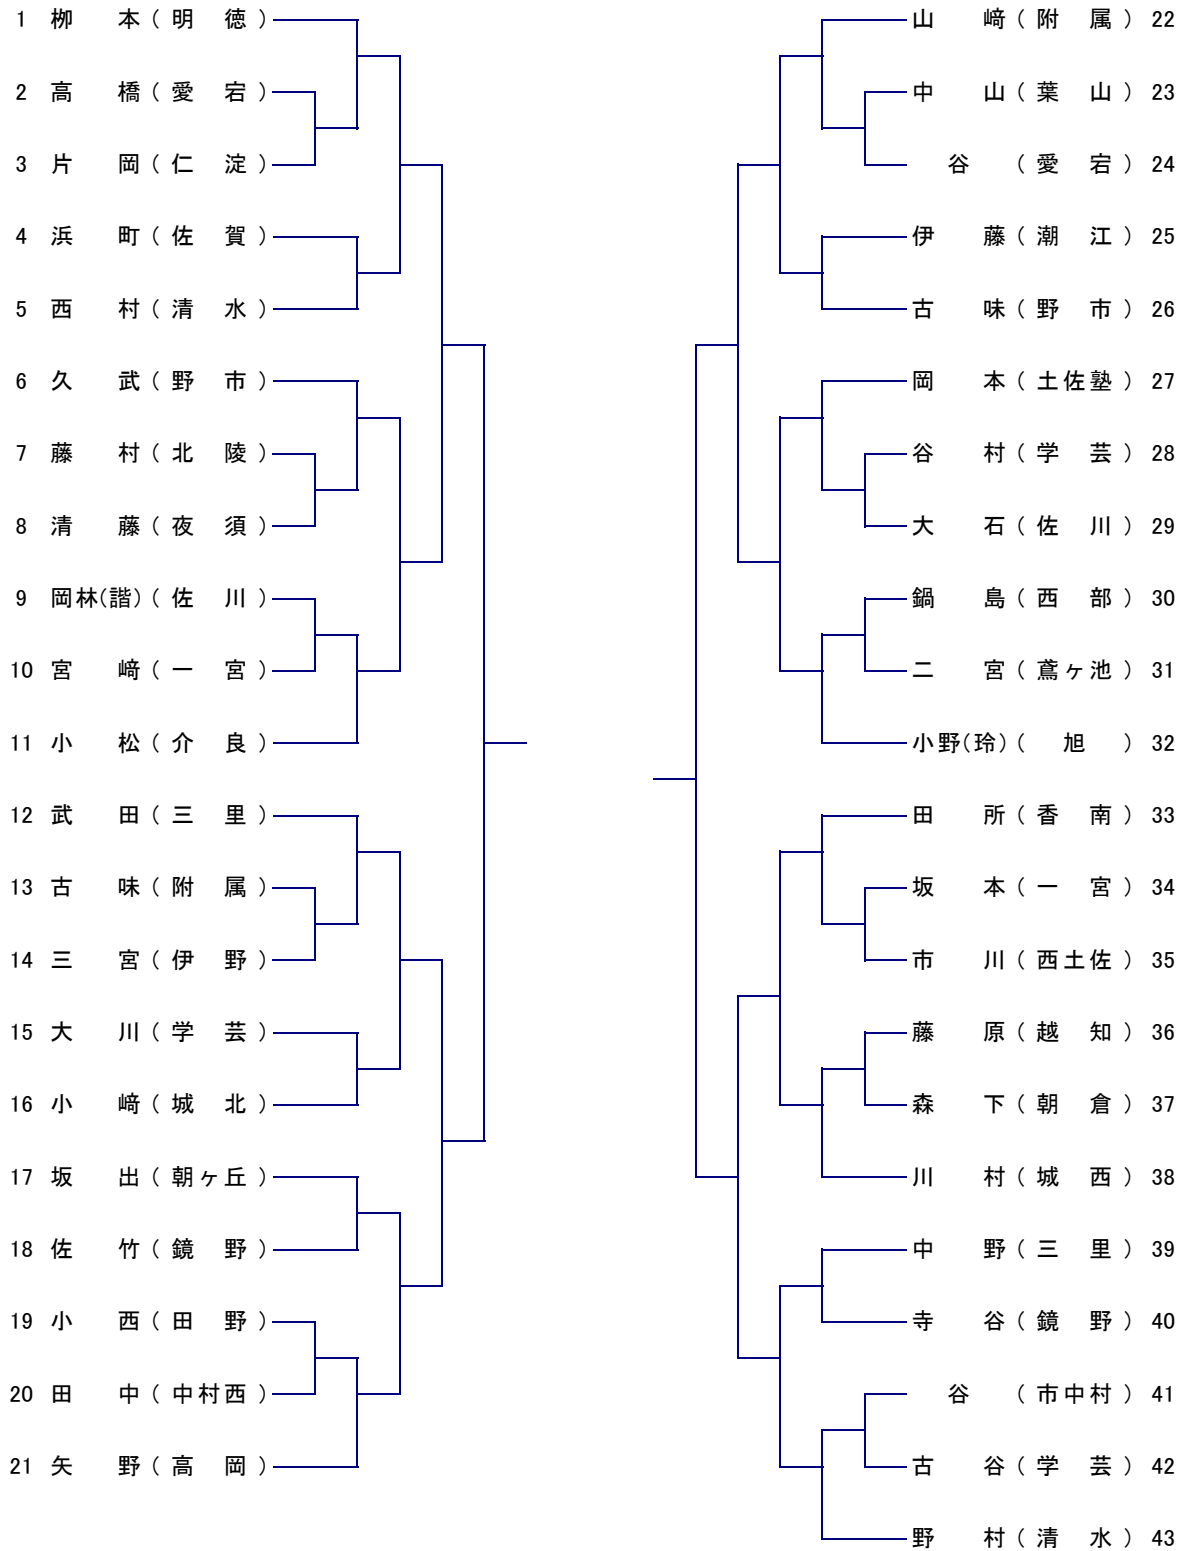 1 栁 本 ( 明 徳 )
2 高 橋 ( 愛 宕 )
3 片 岡 ( 仁 淀 )
4 浜 町 ( 佐 賀 )
5 西 村 ( 清 水 )
6 久 武 ( 野 市 )
7 藤 村 ( 北 陵 )
8 清 藤 ( 夜 須 )
9 岡林(諧) ( 佐 川 )
10 宮 﨑 ( 一 宮 )
11 小 松 ( 介 良 )
12 武 田 ( 三 里 )
13 古 味 ( 附 属 )
14 三 宮 ( 伊 野 )
15 大 川 ( 学 芸 )
16 小 﨑 ( 城 北 )
17 坂 出 ( 朝ヶ丘 )
18 佐 竹 ( 鏡 野 )
19 小 西 ( 田 野 )
20 田 中 ( 中村西 )
21 矢 野 ( 高 岡 )
山 﨑 ( 附 属 ) 22
中 山 ( 葉 山 ) 23
谷 ( 愛 宕 ) 24
伊 藤 ( 潮 江 ) 25
古 味 ( 野 市 ) 26
岡 本 ( 土佐塾 ) 27
谷 村 ( 学 芸 ) 28
大 石 ( 佐 川 ) 29
鍋 島 ( 西 部 ) 30
二 宮 ( 鳶ヶ池 ) 31
小野(玲) ( 旭 ) 32
田 所 ( 香 南 ) 33
坂 本 ( 一 宮 ) 34
市 川 ( 西土佐 ) 35
藤 原 ( 越 知 ) 36
森 下 ( 朝 倉 ) 37
川 村 ( 城 西 ) 38
中 野 ( 三 里 ) 39
寺 谷 ( 鏡 野 ) 40
谷 ( 市中村 ) 41
古 谷 ( 学 芸 ) 42
野 村 ( 清 水 ) 43